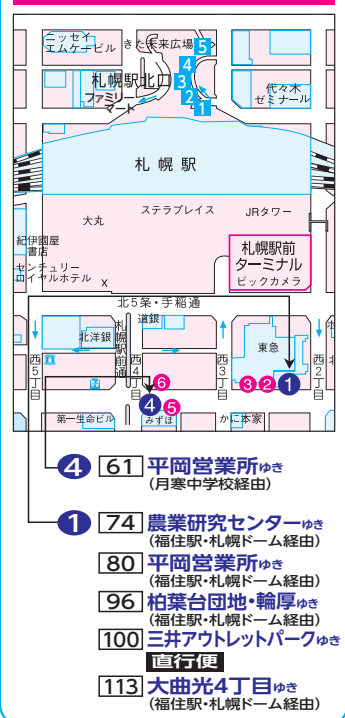 ニッセイ
エムケービル
きた未来広場
5
4
3
2
1
札幌駅北口
ファミリー
マート
代々木
ゼミナール
札幌駅
ステラプレイス
JRタワー
大丸
紀伊國屋
書店
センチュリー
ロイヤルホテル
札幌駅前
ターミナル
ビックカメラ
北5条・手稲通
道銀
北洋銀
札幌駅前通
東急
西5丁目
西4丁目
西3丁目
西2丁目
6
4
5
3
2
1
第一生命ビル
みずほ
かに本家
4 61 平岡営業所ゆき
(月寒中学校経由)
1 74 農業研究センターゆき
(福住駅・札幌ドーム経由)
80 平岡営業所ゆき
(福住駅・札幌ドーム経由)
96 柏葉台団地・輪厚ゆき
(福住駅・札幌ドーム経由)
100 三井アウトレットパークゆき
直行便
113 大曲光4丁目ゆき
(福住駅・札幌ドーム経由)